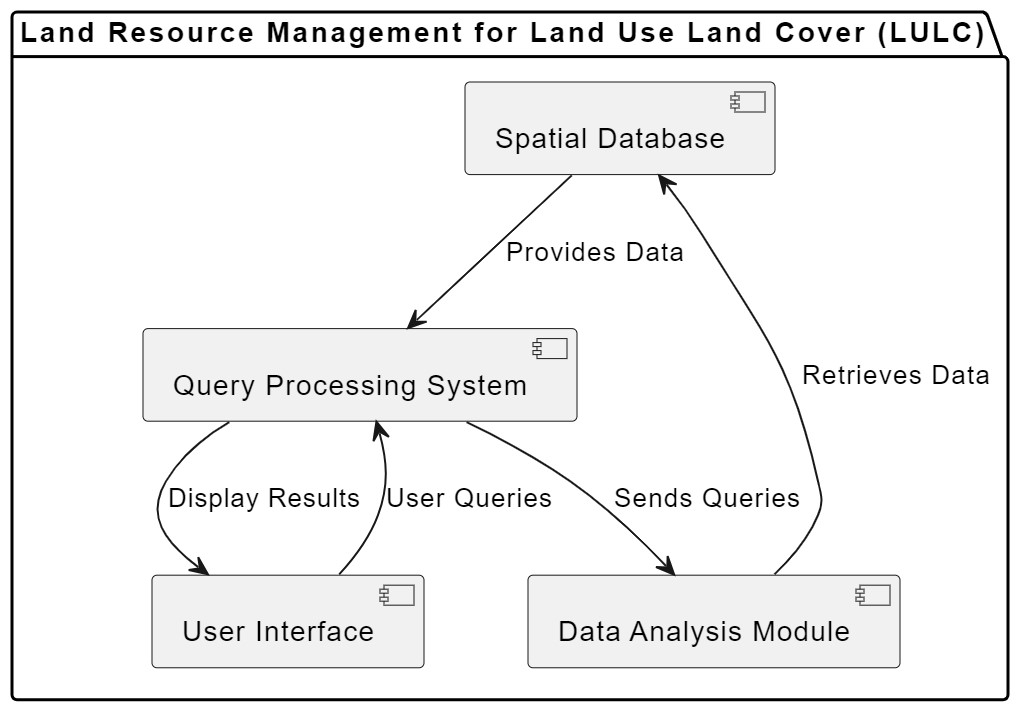 Land Resource Management for Land Use Land Cover (LULC)
Spatial Database
Provides Data
Query Processing System
Retrieves Data
Display Results
User Queries
Sends Queries
User Interface
Data Analysis Module